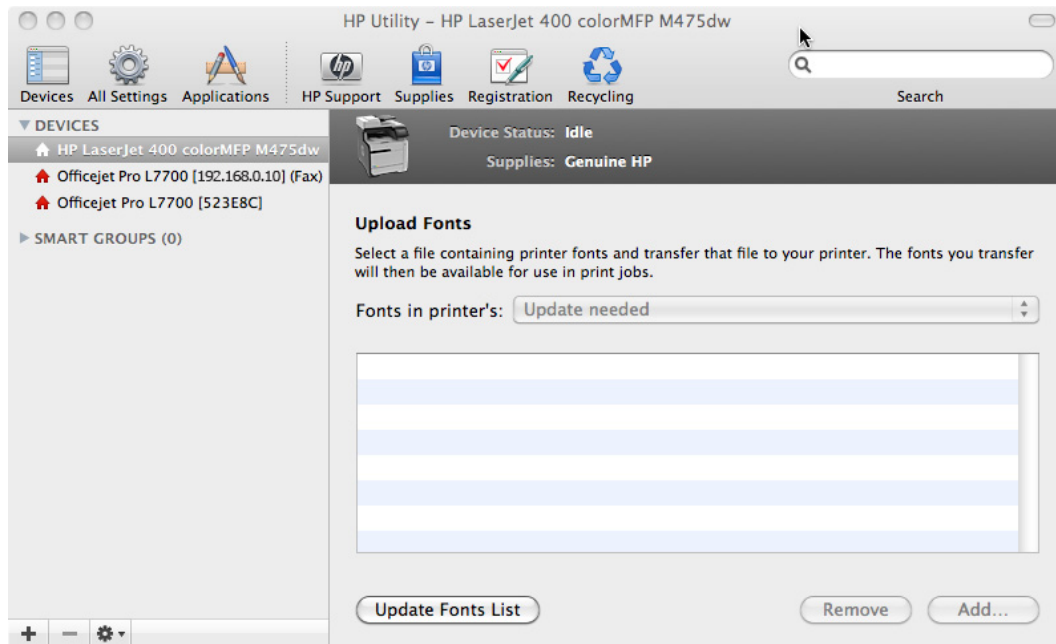 HP Utility – HP LaserJet 400 colorMFP M475dw
Devices All Settings Applications HP Support Supplies Registration Recycling Search
DEVICES
HP LaserJet 400 colorMFP M475dw
Officejet Pro L7700 [192.168.0.10] (Fax)
Officejet Pro L7700 [523E8C]
SMART GROUPS (0)
Device Status: Idle
Supplies: Genuine HP
Upload Fonts
Select a file containing printer fonts and transfer that file to your printer. The fonts you transfer
will then be available for use in print jobs.
Fonts in printer's: Update needed
Update Fonts List Remove Add...